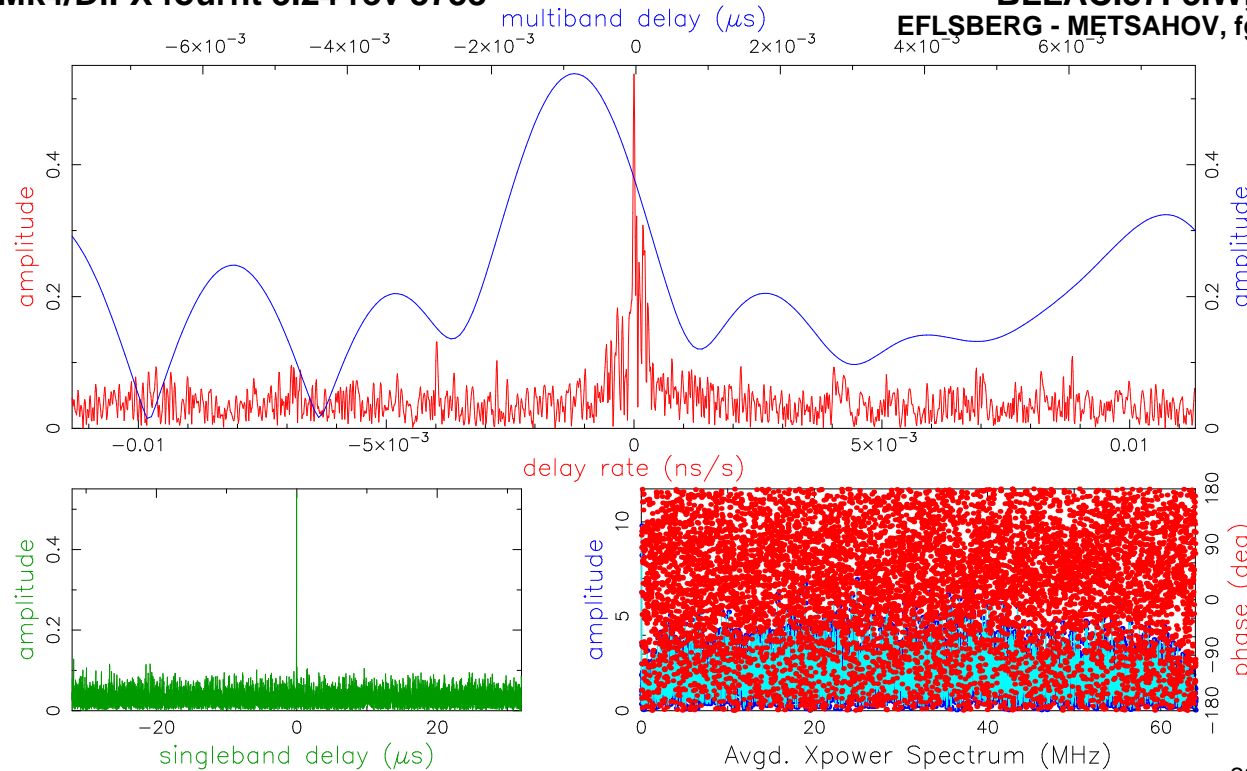 multiband delay (μs)
EFLSBERG - METSAHOV,
−6×10⁻³ −4×10⁻³ −2×10⁻³ 0 2×10⁻³ 4×10⁻³ 6×10⁻³
amplitude
0 0.2 0.4
amplitude
0 0.2 0.4
−0.01 −5×10⁻³ 0 5×10⁻³ 0.01
delay rate (ns/s)
amplitude
0 0.2 0.4
−20 0 20
singleband delay (μs)
amplitude
0 5 10
phase (deg)
−180 −90 0 90 180
0 20 40 60
Avgd. Xpower Spectrum (MHz)